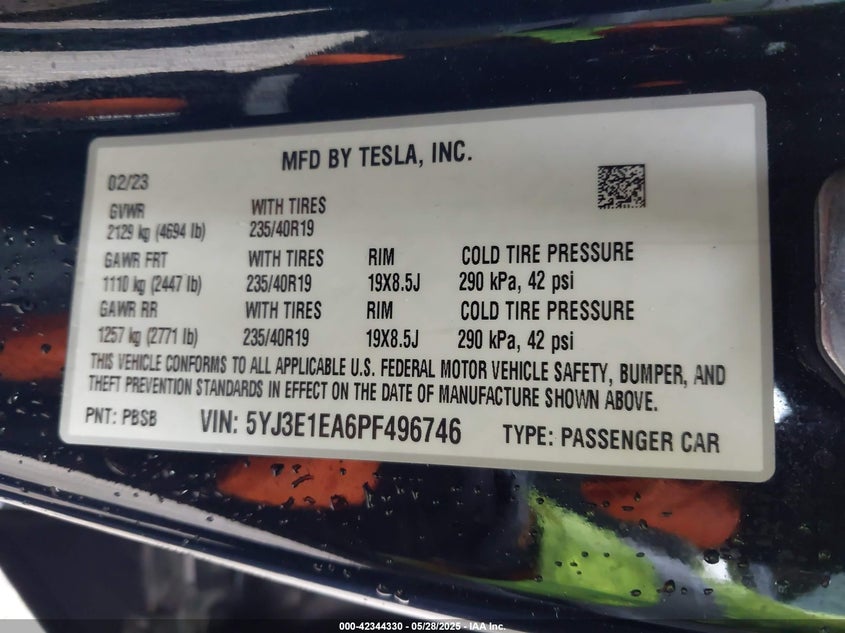 MFD BY TESLA, INC.
02/23
GVWR WITH TIRES
2129 kg (4694 lb) 235/40R19
GAWR FRT WITH TIRES RIM COLD TIRE PRESSURE
1110 kg (2447 lb) 235/40R19 19X8.5J 290 kPa, 42 psi
GAWR RR WITH TIRES RIM COLD TIRE PRESSURE
1257 kg (2771 lb) 235/40R19 19X8.5J 290 kPa, 42 psi
THIS VEHICLE CONFORMS TO ALL APPLICABLE U.S. FEDERAL MOTOR VEHICLE SAFETY, BUMPER, AND
THEFT PREVENTION STANDARDS IN EFFECT ON THE DATE OF MANUFACTURE SHOWN ABOVE.
PNT: PBSB VIN: 5YJ3E1EA6PF496746 TYPE: PASSENGER CAR
000-42344330 - 05/28/2025 - IAA Inc.